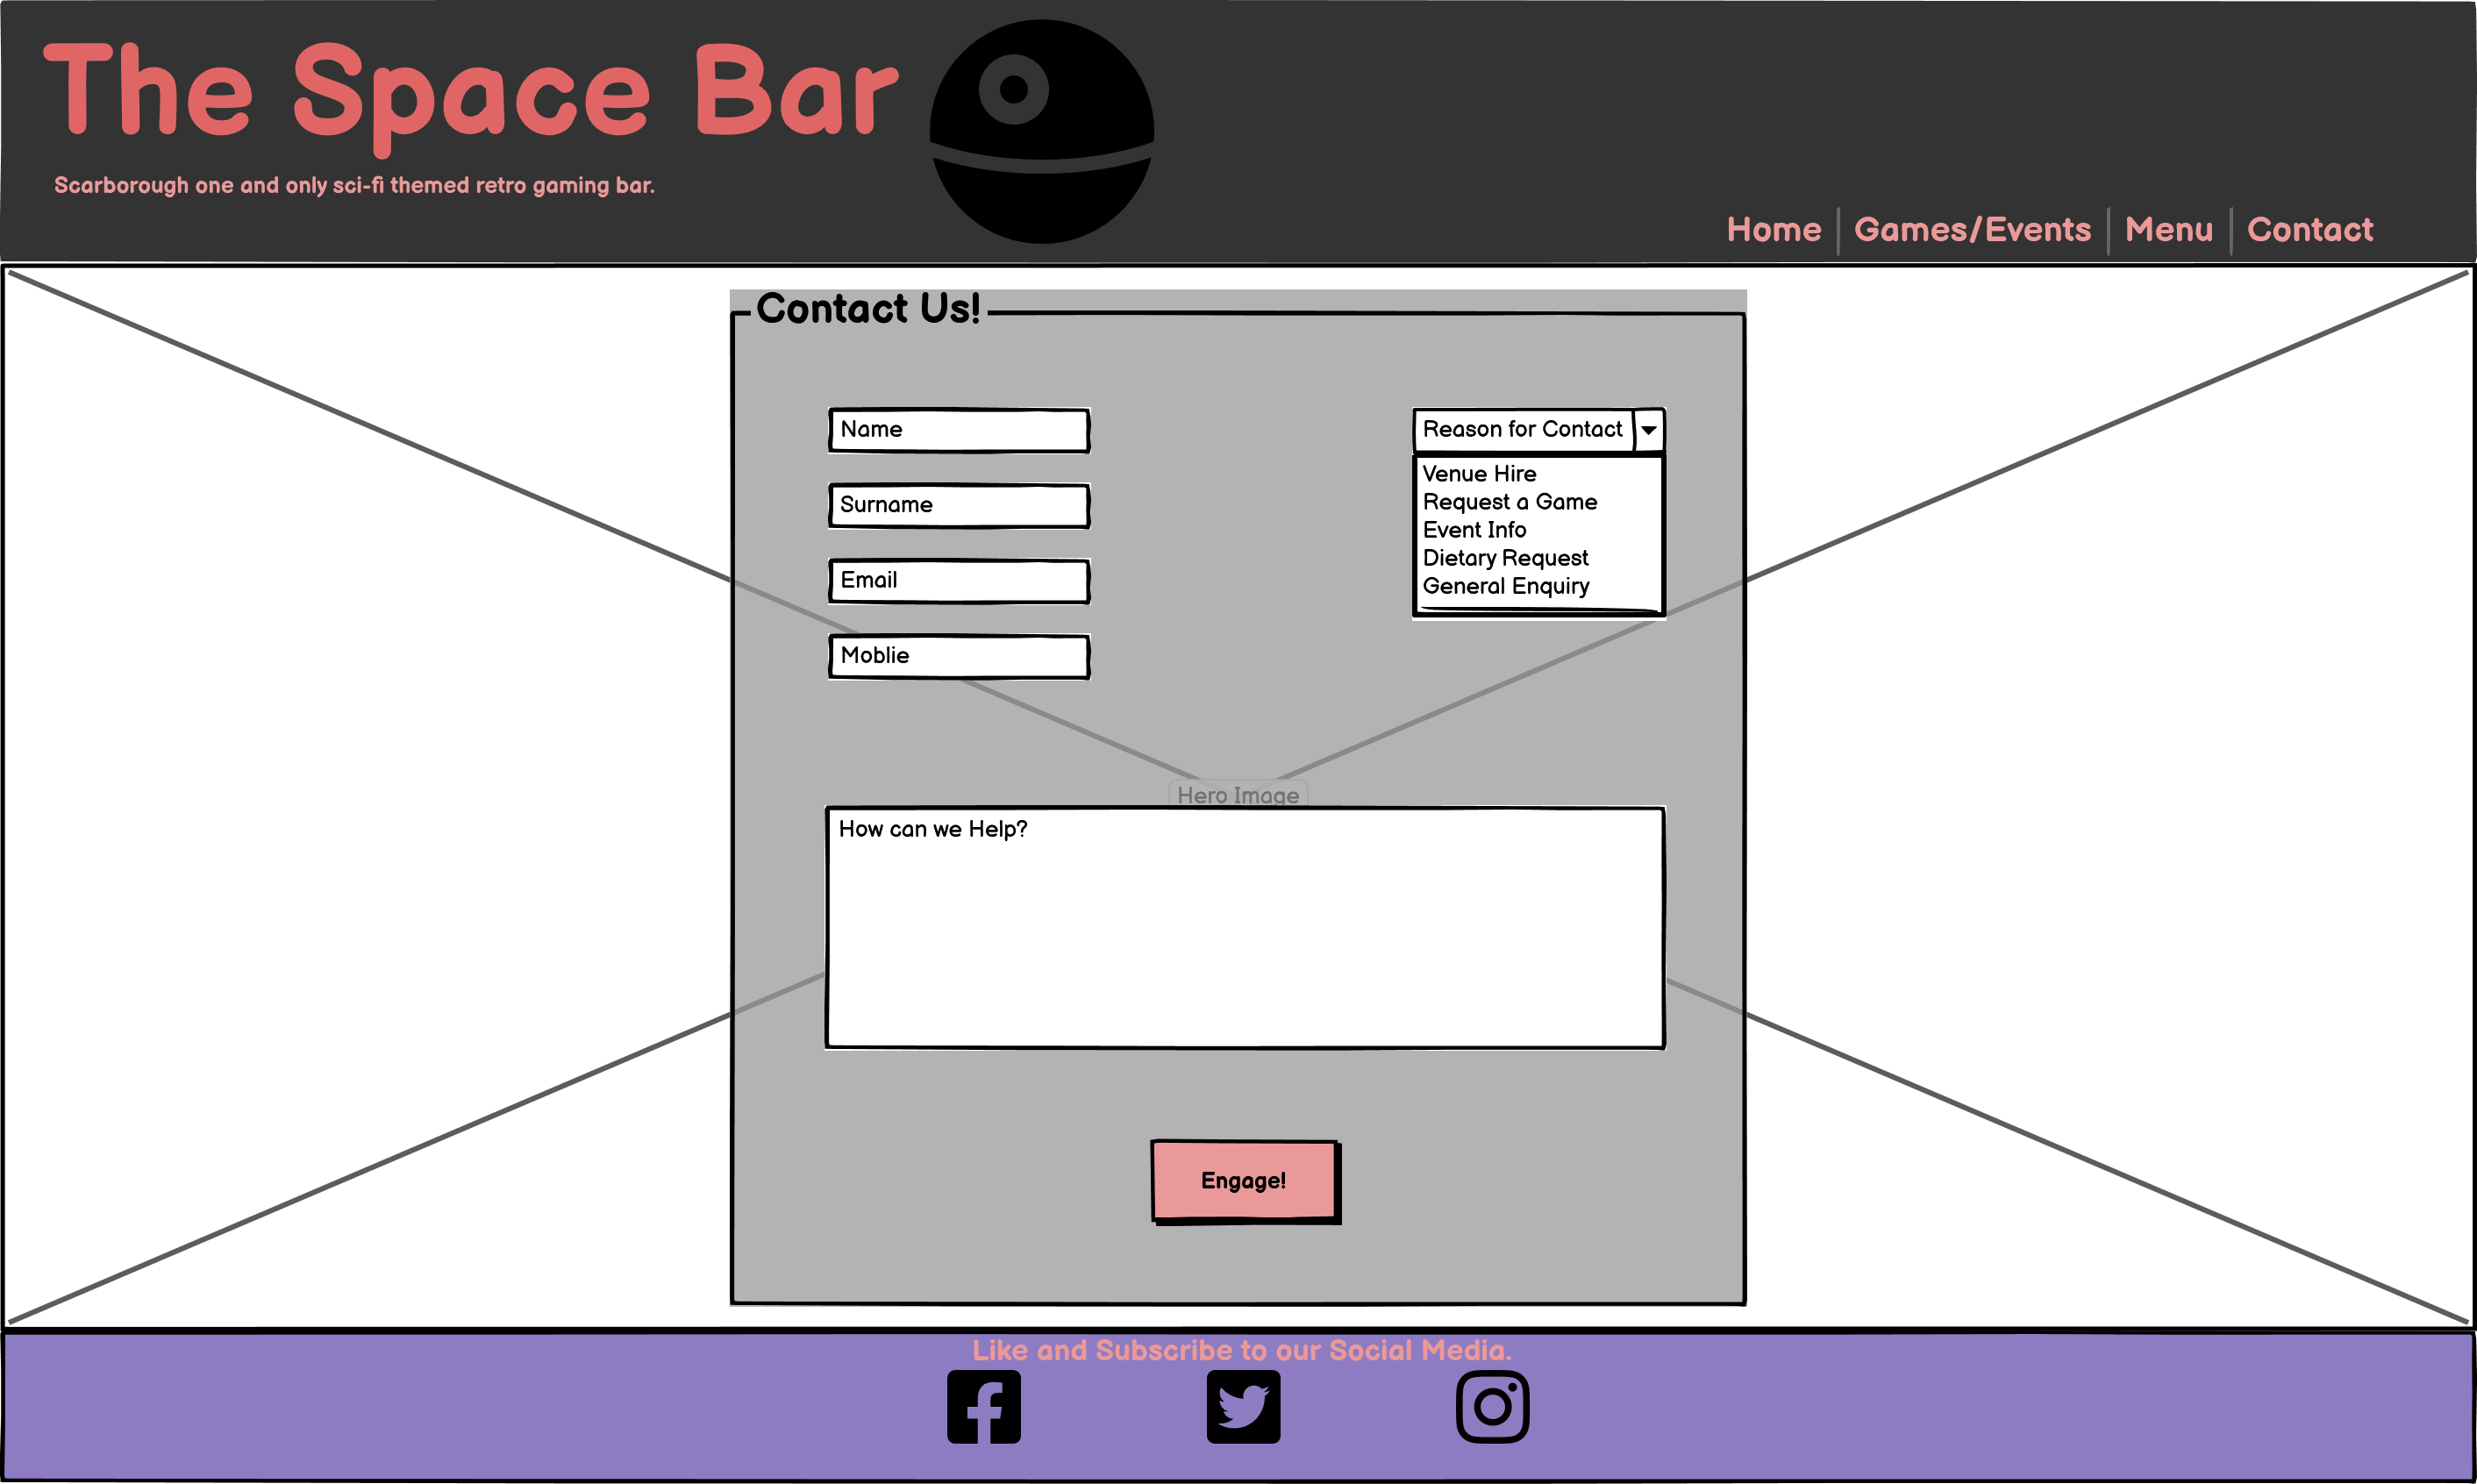 The Space Bar
Scarborough one and only sci-fi themed retro gaming bar.
Home Games/Events Menu Contact
Contact Us!
Name
Surname
Email
Moblie
Reason for Contact
Venue Hire
Request a Game
Event Info
Dietary Request
General Enquiry
Hero Image
How can we Help?
Engage!
Like and Subscribe to our Social Media.